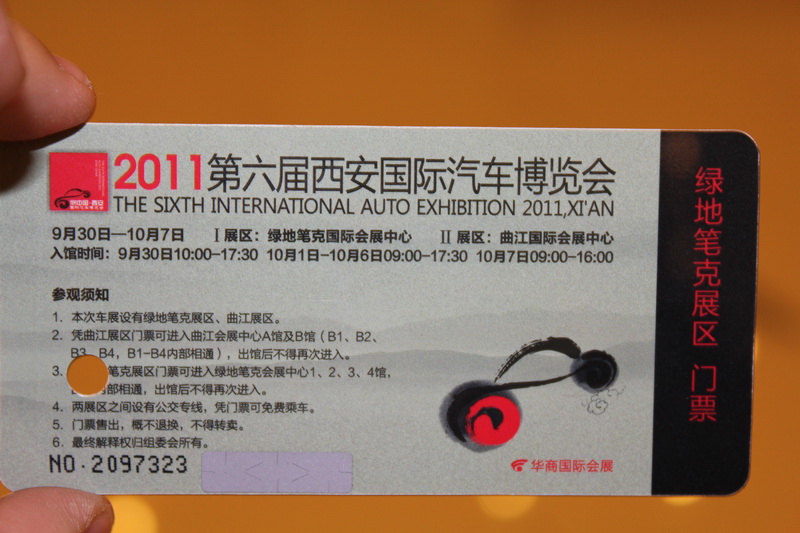 2011第六届西安国际汽车博览会
THE SIXTH INTERNATIONAL AUTO EXHIBITION 2011,XI'AN
9月30日—10月7日 Ⅰ展区：绿地笔克国际会展中心 Ⅱ展区：曲江国际会展中心
入馆时间：9月30日10:00-17:30 10月1日-10月6日09:00-17:30 10月7日09:00-16:00
参观须知
1. 本次车展设有绿地笔克展区、曲江展区。
2. 凭曲江展区门票可进入曲江会展中心A馆及B馆（B1、B2、
B3、B4，B1-B4内部相通），出馆后不得再次进入。
3. 笔克展区门票可进入绿地笔克会展中心1、2、3、4馆，
内部相通，出馆后不得再次进入。
4. 两展区之间设有公交专线，凭门票可免费乘车。
5. 门票售出，概不退换，不得转卖。
6. 最终解释权归组委会所有。
NO.2097323
华商国际会展
绿地笔克展区 门票